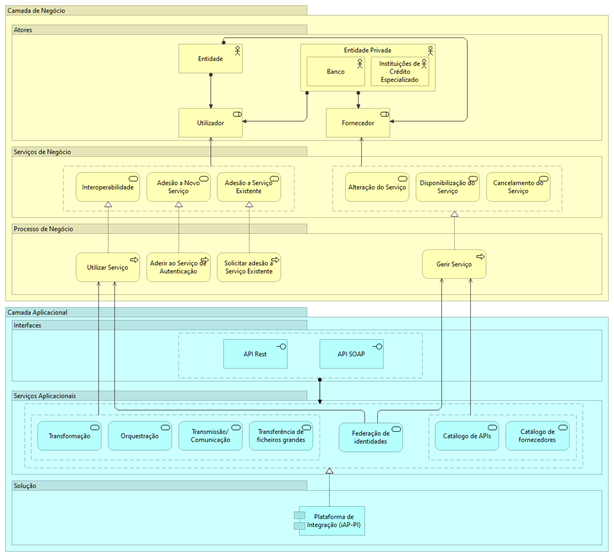 Camada de Negócio
Atores
Entidade
Entidade Privada
Banco
Instituições de
Crédito
Especializado
Utilizador
Fornecedor
Serviços de Negócio
Interoperabilidade
Adesão a Novo
Serviço
Adesão a Serviço
Existente
Alteração do Serviço
Disponibilização do
Serviço
Cancelamento do
Serviço
Processo de Negócio
Utilizar Serviço
Aderir ao Serviço de
Autenticação
Solicitar adesão a
Serviço Existente
Gerir Serviço
Camada Aplicacional
Interfaces
API Rest
API SOAP
Serviços Aplicacionais
Transformação
Orquestração
Transmissão/
Comunicação
Transferência de
ficheiros grandes
Federação de
identidades
Catálogo de APIs
Catálogo de
fornecedores
Solução
Plataforma de
Integração (iAP-PI)